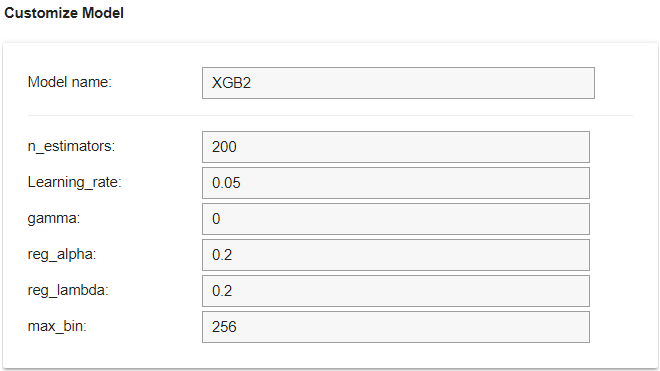 Customize Model
Model name: XGB2
n_estimators: 200
Learning_rate: 0.05
gamma: 0
reg_alpha: 0.2
reg_lambda: 0.2
max_bin: 256